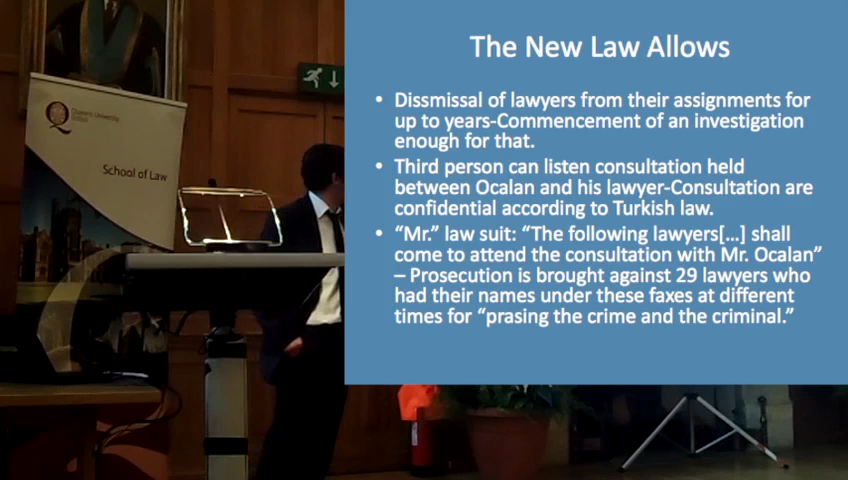 Queen's University
Belfast
School of Law
The New Law Allows
• Dissmissal of lawyers from their assignments for
up to years-Commencement of an investigation
enough for that.
• Third person can listen consultation held
between Ocalan and his lawyer-Consultation are
confidential according to Turkish law.
• “Mr.” law suit: “The following lawyers[…] shall
come to attend the consultation with Mr. Ocalan”
– Prosecution is brought against 29 lawyers who
had their names under these faxes at different
times for “prasing the crime and the criminal.”